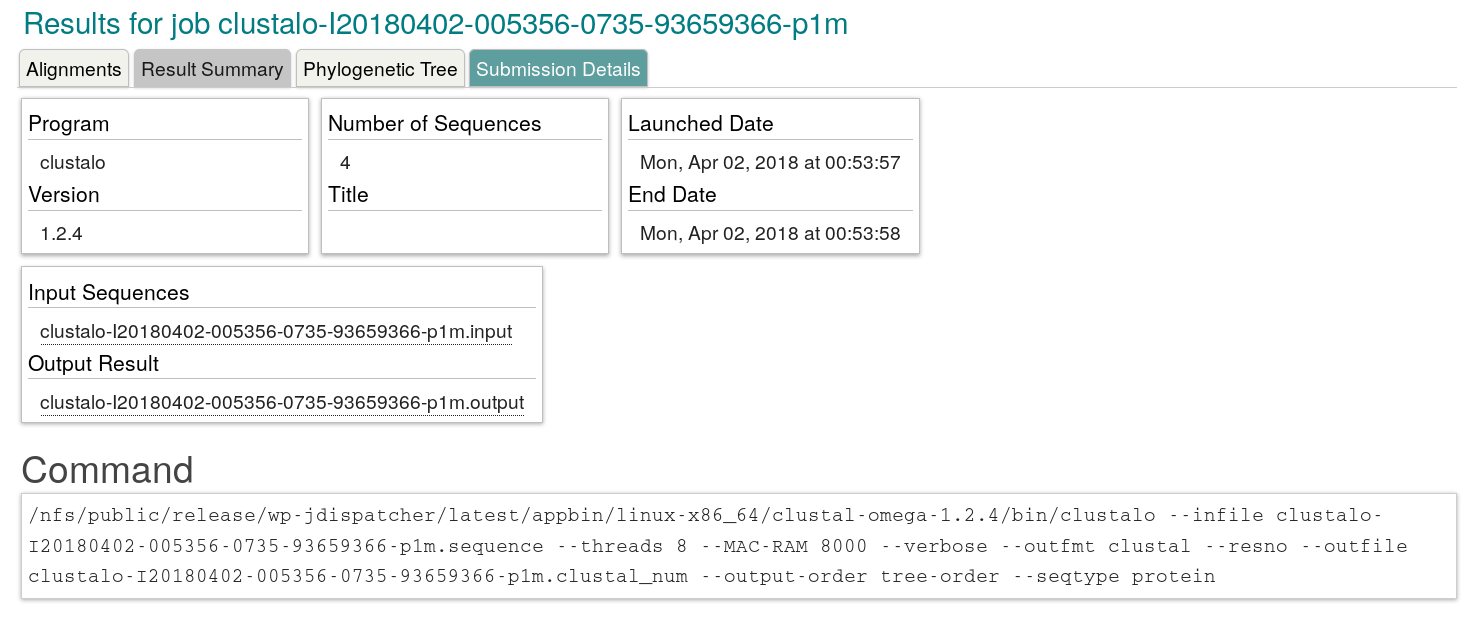 Results for job clustalo-I20180402-005356-0735-93659366-p1m
Alignments Result Summary Phylogenetic Tree Submission Details
Program
clustalo
Version
1.2.4
Number of Sequences
4
Title
Launched Date
Mon, Apr 02, 2018 at 00:53:57
End Date
Mon, Apr 02, 2018 at 00:53:58
Input Sequences
clustalo-I20180402-005356-0735-93659366-p1m.input
Output Result
clustalo-I20180402-005356-0735-93659366-p1m.output
Command
/nfs/public/release/wp-jdispatcher/latest/appbin/linux-x86_64/clustal-omega-1.2.4/bin/clustalo --infile clustalo-
I20180402-005356-0735-93659366-p1m.sequence --threads 8 --MAC-RAM 8000 --verbose --outfmt clustal --resno --outfile
clustalo-I20180402-005356-0735-93659366-p1m.clustal_num --output-order tree-order --seqtype protein